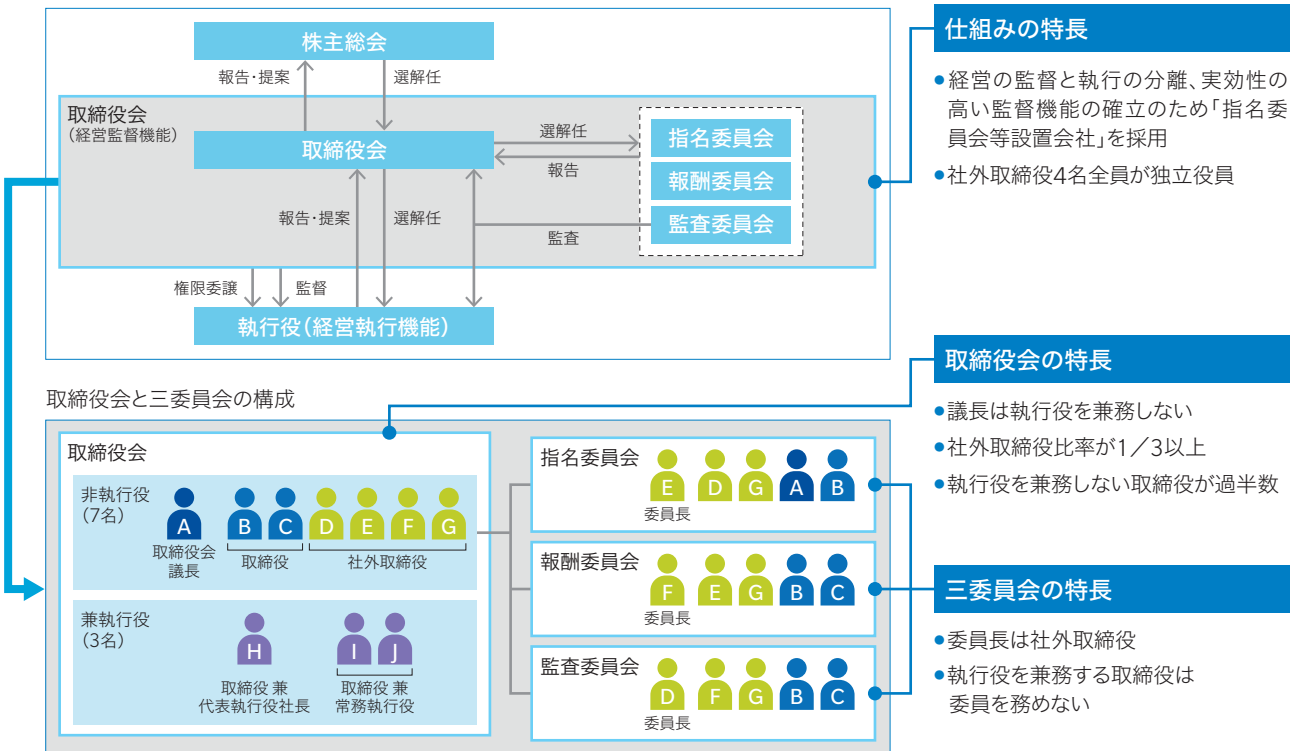 株主総会
報告・提案
選解任
取締役会
(経営監督機能)
取締役会
選解任
報告
指名委員会
報酬委員会
監査委員会
報告・提案
選解任
監査
権限委譲
監督
執行役(経営執行機能)
仕組みの特長
●経営の監督と執行の分離、実効性の
高い監督機能の確立のため「指名委
員会等設置会社」を採用
●社外取締役4名全員が独立役員
取締役会と三委員会の構成
取締役会
非執行役
(7名)
A
B
C
D
E
F
G
取締役会
議長
取締役
社外取締役
兼執行役
(3名)
H
I
J
取締役 兼
代表執行役社長
取締役 兼
常務執行役
指名委員会
E
D
G
A
B
委員長
報酬委員会
F
E
G
B
C
委員長
監査委員会
D
F
G
B
C
委員長
取締役会の特長
●議長は執行役を兼務しない
●社外取締役比率が1/3以上
●執行役を兼務しない取締役が過半数
三委員会の特長
●委員長は社外取締役
●執行役を兼務する取締役は
委員を務めない